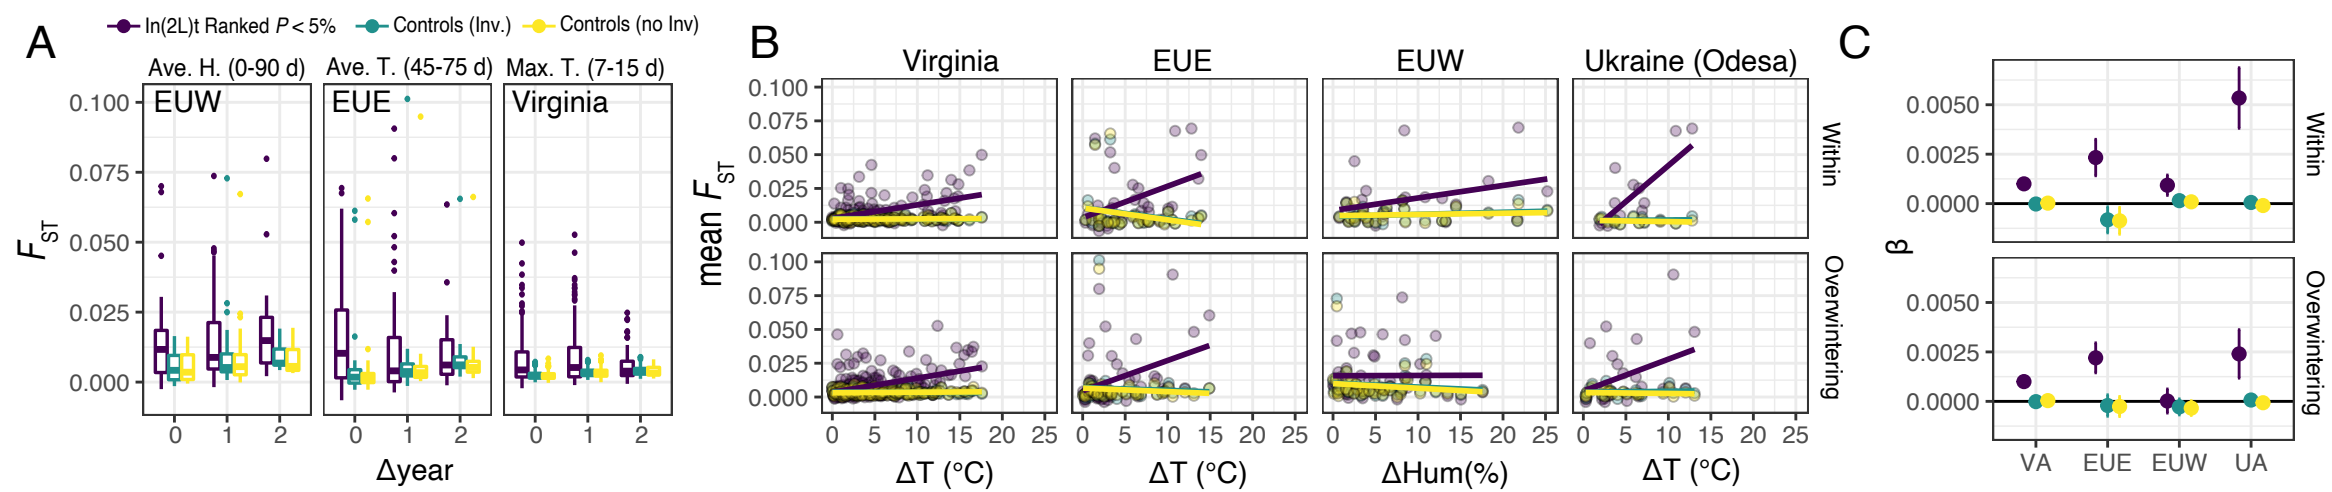 A
In(2L)t Ranked P < 5%
Controls (Inv.)
Controls (no Inv)
Ave. H. (0-90 d)
Ave. T. (45-75 d)
Max. T. (7-15 d)
EUW
EUE
Virginia
0.100
0.075
0.050
0.025
0.000
FST
0 1 2
0 1 2
0 1 2
Δyear
B
Virginia
EUE
EUW
Ukraine (Odesa)
0.100
0.075
0.050
0.025
0.000
Within
mean FST
0.100
0.075
0.050
0.025
0.000
Overwintering
0 5 10 15 20 25
0 5 10 15 20 25
0 5 10 15 20 25
0 5 10 15 20 25
ΔT (°C)
ΔT (°C)
ΔHum(%)
ΔT (°C)
C
0.0050
0.0025
0.0000
Within
β
0.0050
0.0025
0.0000
Overwintering
VA
EUE
EUW
UA